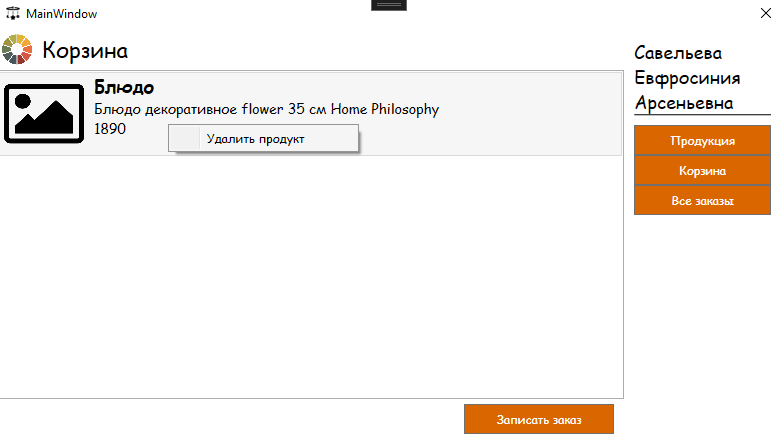 MainWindow
Корзина
Блюдо
Блюдо декоративное flower 35 см Home Philosophy
1890
Удалить продукт
Савельева
Евфросиния
Арсеньевна
Продукция
Корзина
Все заказы
Записать заказ